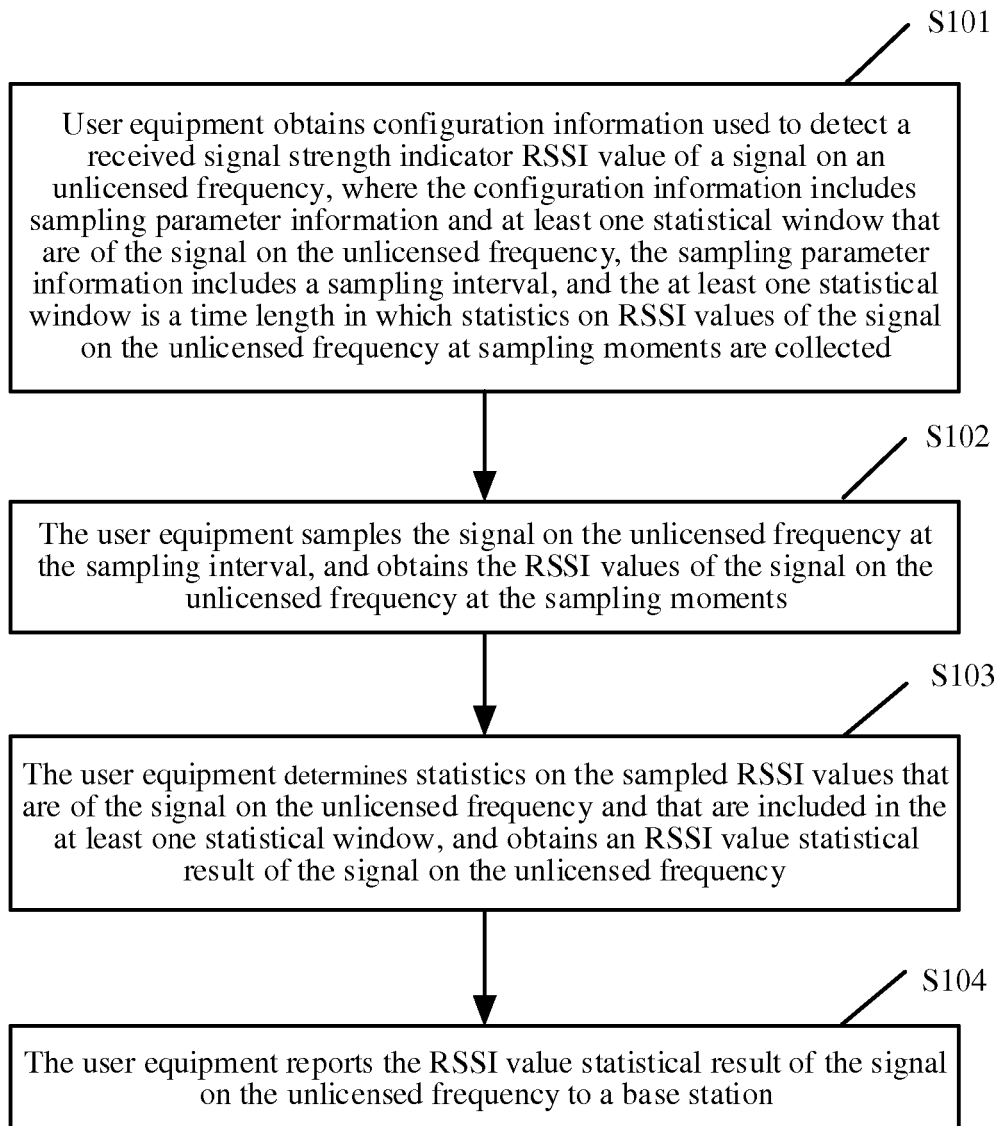 S101
User equipment obtains configuration information used to detect a
received signal strength indicator RSSI value of a signal on an
unlicensed frequency, where the configuration information includes
sampling parameter information and at least one statistical window that
are of the signal on the unlicensed frequency, the sampling parameter
information includes a sampling interval, and the at least one statistical
window is a time length in which statistics on RSSI values of the signal
on the unlicensed frequency at sampling moments are collected
S102
The user equipment samples the signal on the unlicensed frequency at
the sampling interval, and obtains the RSSI values of the signal on the
unlicensed frequency at the sampling moments
S103
The user equipment determines statistics on the sampled RSSI values that
are of the signal on the unlicensed frequency and that are included in the
at least one statistical window, and obtains an RSSI value statistical
result of the signal on the unlicensed frequency
S104
The user equipment reports the RSSI value statistical result of the signal
on the unlicensed frequency to a base station